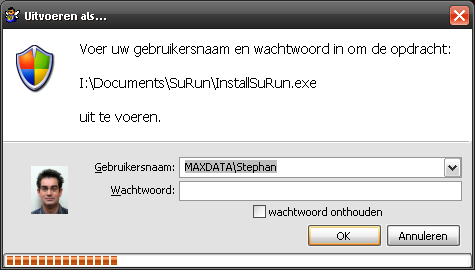 Uitvoeren als...
Voer uw gebruikersnaam en wachtwoord in om de opdracht:
I:\Documents\SuRun\InstallSuRun.exe
uit te voeren.
Gebruikersnaam: MAXDATA\Stephan
Wachtwoord:
wachtwoord onthouden
OK Annuleren